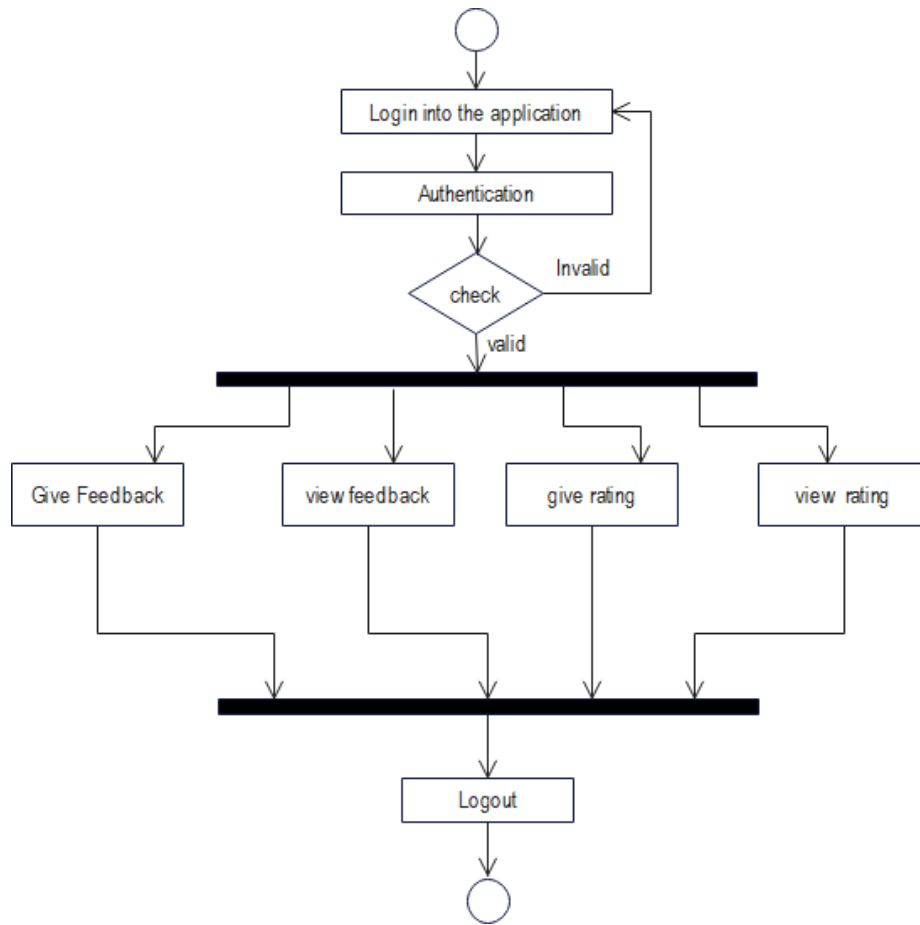 Login into the application
Authentication
Invalid
check
valid
Give Feedback
view feedback
give rating
view rating
Logout